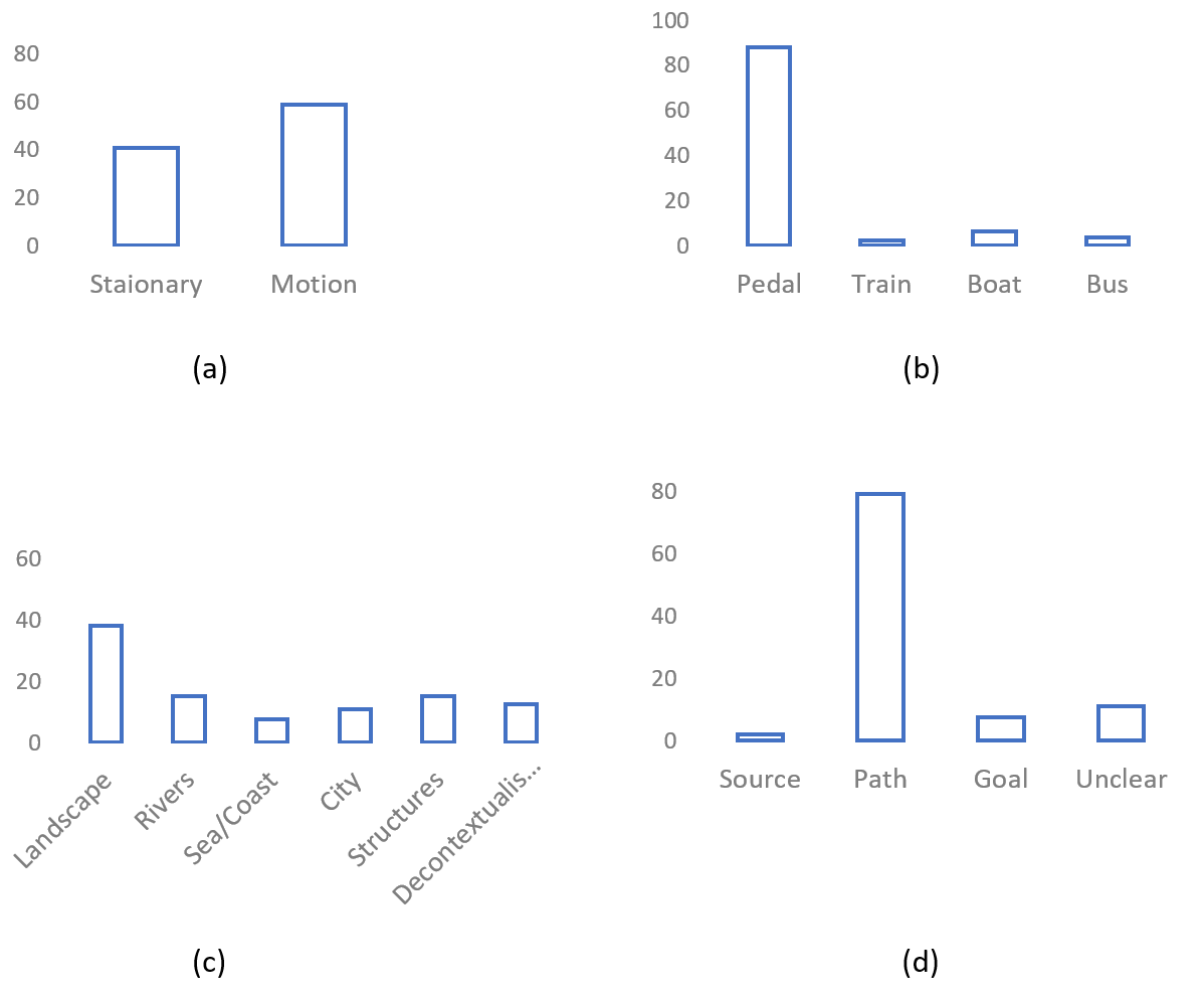 80
60
40
20
0
Staionary Motion
(a)
100
80
60
40
20
0
Pedal Train Boat Bus
(b)
60
40
20
0
Landscape
Rivers
Sea/Coast
City
Structures
Decontextualis...
(c)
80
60
40
20
0
Source Path Goal Unclear
(d)